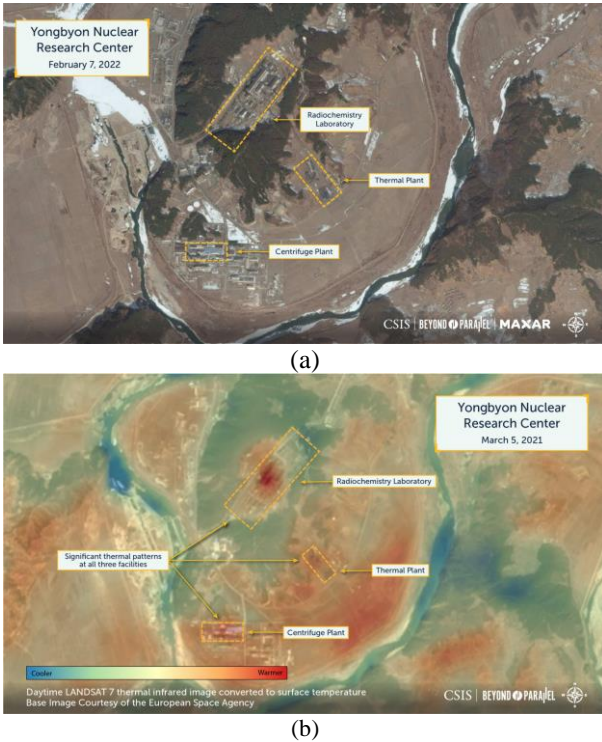 Yongbyon Nuclear
Research Center
February 7, 2022
Radiochemistry
Laboratory
Thermal Plant
Centrifuge Plant
CSIS | BEYOND PARALLEL | MAXAR
(a)
Yongbyon Nuclear
Research Center
March 5, 2021
Radiochemistry Laboratory
Significant thermal patterns
at all three facilities
Thermal Plant
Centrifuge Plant
Cooler
Warmer
Daytime LANDSAT 7 thermal infrared image converted to surface temperature
Base Image Courtesy of the European Space Agency
CSIS | BEYOND PARALLEL
(b)